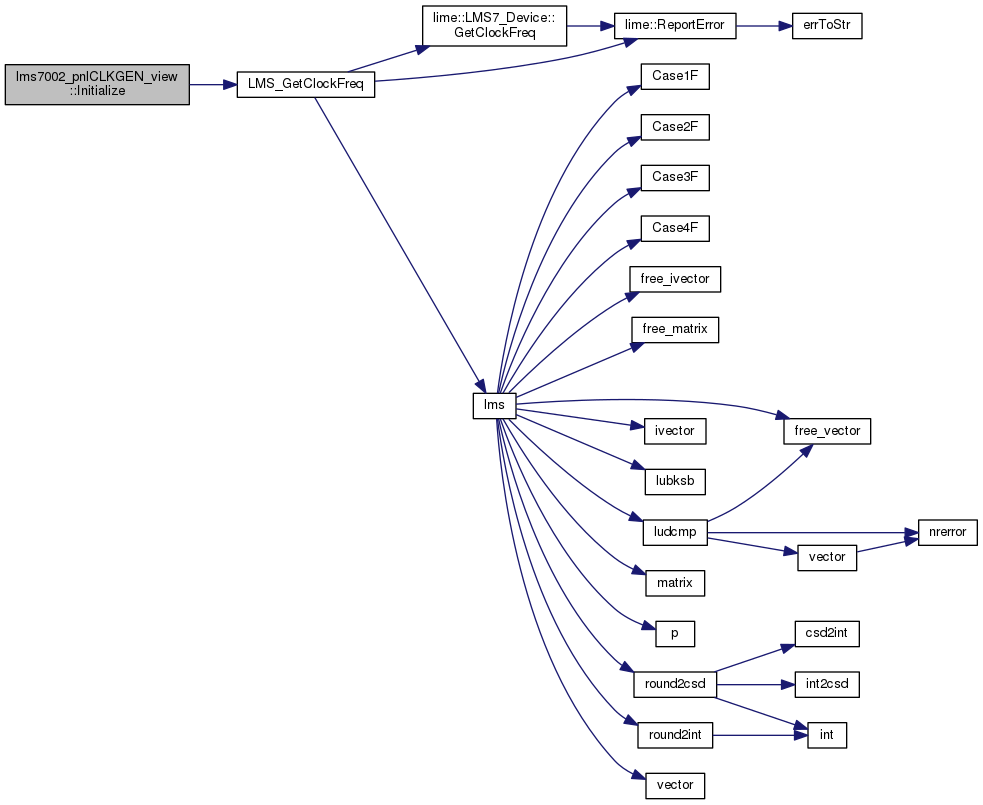 lms7002_pnlCLKGEN_view
::Initialize
LMS_GetClockFreq
lime::LMS7_Device::
GetClockFreq
lime::ReportError
errToStr
Case1F
Case2F
Case3F
Case4F
free_ivector
free_matrix
lms
ivector
free_vector
lubksb
ludcmp
nrerror
vector
matrix
p
csd2int
round2csd
int2csd
round2int
int
vector